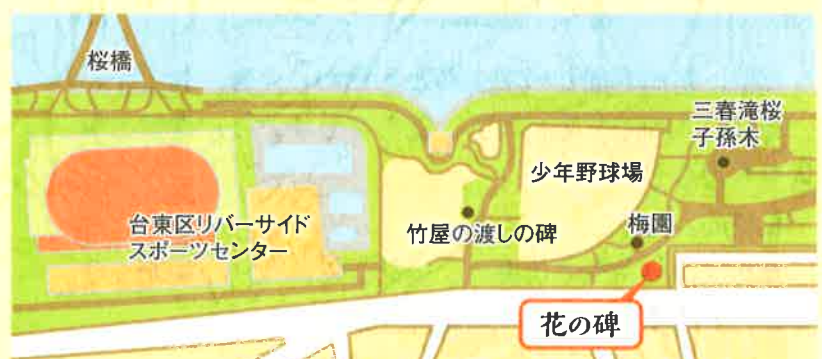 桜橋
三春滝桜
子孫木
少年野球場
台東区リバーサイド
スポーツセンター
竹屋の渡しの碑
梅園
花の碑